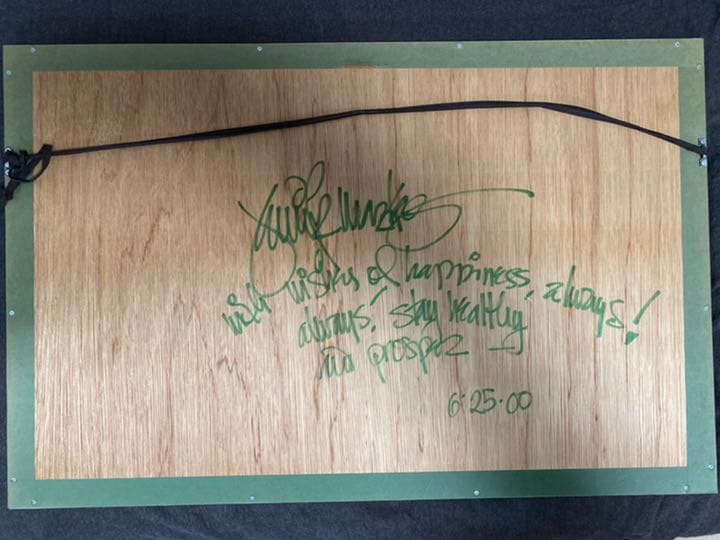 with wishes of happiness, always!
always! stay healthy
and prosper
6·25·00